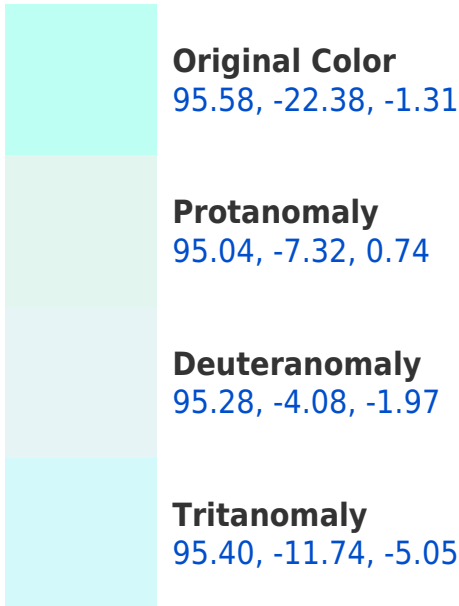 Original Color
95.58, -22.38, -1.31
Protanomaly
95.04, -7.32, 0.74
Deuteranomaly
95.28, -4.08, -1.97
Tritanomaly
95.40, -11.74, -5.05